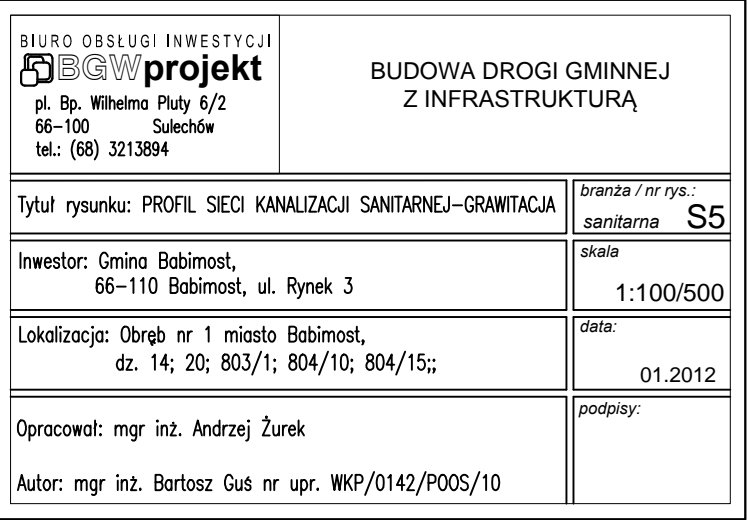 BIURO OBSŁUGI INWESTYCJI
BGWprojekt
pl. Bp. Wilhelma Pluty 6/2
66-100 Sulechów
tel.: (68) 3213894
BUDOWA DROGI GMINNEJ
Z INFRASTRUKTURĄ
Tytuł rysunku: PROFIL SIECI KANALIZACJI SANITARNEJ-GRAWITACJA
branża / nr rys.:
sanitarna S5
Inwestor: Gmina Babimost,
66-110 Babimost, ul. Rynek 3
skala
1:100/500
Lokalizacja: Obręb nr 1 miasto Babimost,
dz. 14; 20; 803/1; 804/10; 804/15;;
data:
01.2012
Opracował: mgr inż. Andrzej Żurek
Autor: mgr inż. Bartosz Guś nr upr. WKP/0142/POOS/10
podpisy: